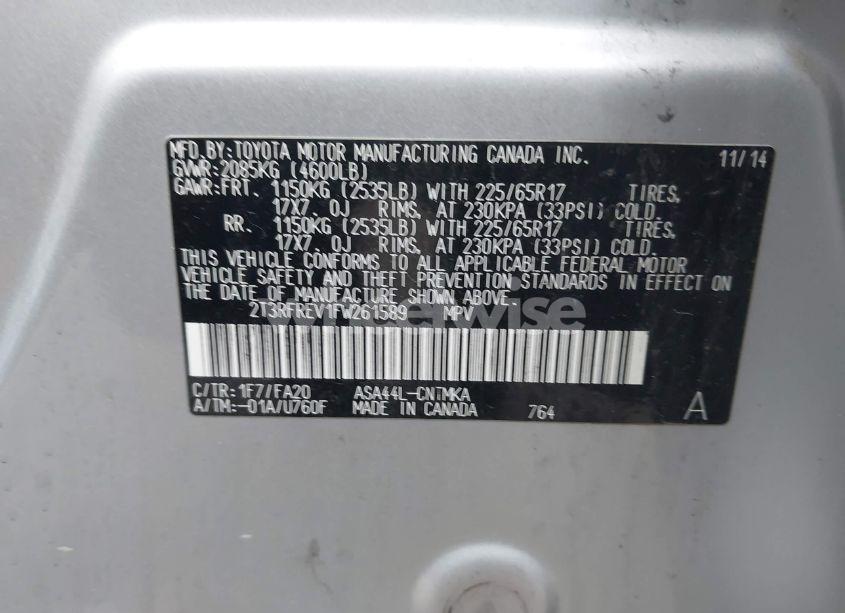 MFD.BY:TOYOTA MOTOR MANUFACTURING CANADA INC. 11/14
GVWR:2085KG (4600LB)
GAWR:FRT. 1150KG (2535LB) WITH 225/65R17 TIRES,
17X7.0J RIMS, AT 230KPA (33PSI) COLD.
RR. 1150KG (2535LB) WITH 225/65R17 TIRES,
17X7.0J RIMS, AT 230KPA (33PSI) COLD.
THIS VEHICLE CONFORMS TO ALL APPLICABLE FEDERAL MOTOR
VEHICLE SAFETY AND THEFT PREVENTION STANDARDS IN EFFECT ON
THE DATE OF MANUFACTURE SHOWN ABOVE.
2T3RFREV1FW261589 MPV
C/TR:1F7/FA20 ASA44L-CNTMKA
A/TM:-01A/U760F MADE IN CANADA 764 A